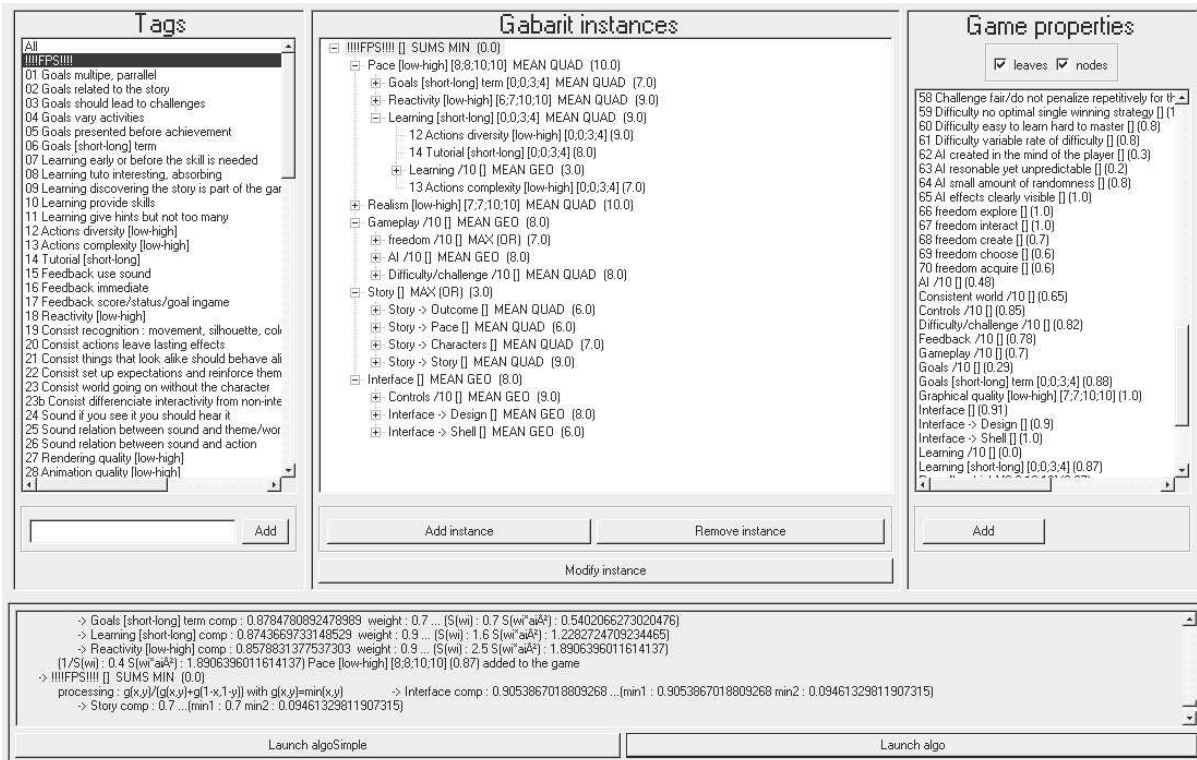 Tags
All
!!!!FPS!!!!
01 Goals multipe, parrallel
02 Goals related to the story
03 Goals should lead to challenges
04 Goals vary activities
05 Goals presented before achievement
06 Goals [short-long] term
07 Learning early or before the skill is needed
08 Learning tuto interesting, absorbing
09 Learning discovering the story is part of the gar
10 Learning provide skills
11 Learning give hints but not too many
12 Actions diversity [low-high]
13 Actions complexity [low-high]
14 Tutorial [short-long]
15 Feedback use sound
16 Feedback immediate
17 Feedback score/status/goal ingame
18 Reactivity [low-high]
19 Consist recognition : movement, silhouette, col
20 Consist actions leave lasting effects
21 Consist things that look alike should behave ali
22 Consist set up expectations and reinforce them
23 Consist world going on without the character
23b Consist differenciate interactivity from non-inte
24 Sound if you see it you should hear it
25 Sound relation between sound and theme/wor
26 Sound relation between sound and action
27 Rendering quality [low-high]
28 Animation quality [low-high]
Add
Gabarit instances
!!!!FPS!!!! [] SUMS MIN (0.0)
Pace [low-high] [8;8;10;10] MEAN QUAD (10.0)
Goals [short-long] term [0;0;3;4] MEAN QUAD (7.0)
Reactivity [low-high] [6;7;10;10] MEAN QUAD (9.0)
Learning [short-long] [0;0;3;4] MEAN QUAD (9.0)
12 Actions diversity [low-high] [0;0;3;4] (9.0)
14 Tutorial [short-long] [0;0;3;4] (8.0)
Learning /10 [] MEAN GEO (3.0)
13 Actions complexity [low-high] [0;0;3;4] (7.0)
Realism [low-high] [7;7;10;10] MEAN QUAD (10.0)
Gameplay /10 [] MEAN GEO (8.0)
freedom /10 [] MAX (OR) (7.0)
AI /10 [] MEAN GEO (8.0)
Difficulty/challenge /10 [] MEAN QUAD (8.0)
Story [] MAX (OR) (3.0)
Story -> Outcome [] MEAN QUAD (6.0)
Story -> Pace [] MEAN QUAD (6.0)
Story -> Characters [] MEAN QUAD (7.0)
Story -> Story [] MEAN QUAD (9.0)
Interface [] MEAN GEO (8.0)
Controls /10 [] MEAN GEO (9.0)
Interface -> Design [] MEAN GEO (8.0)
Interface -> Shell [] MEAN GEO (6.0)
Add instance
Remove instance
Modify instance
Game properties
leaves nodes
58 Challenge fair/do not penalize repetitively for th
59 Difficulty no optimal single winning strategy [] (1
60 Difficulty easy to learn hard to master [] (0.8)
61 Difficulty variable rate of difficulty [] (0.8)
62 AI created in the mind of the player [] (0.3)
63 AI resonable yet unpredictable [] (0.2)
64 AI small amount of randomness [] (0.8)
65 AI effects clearly visible [] (1.0)
66 freedom explore [] (1.0)
67 freedom interact [] (1.0)
68 freedom create [] (0.7)
69 freedom choose [] (0.6)
70 freedom acquire [] (0.6)
AI /10 [] (0.48)
Consistent world /10 [] (0.65)
Controls /10 [] (0.85)
Difficulty/challenge /10 [] (0.82)
Feedback /10 [] (0.78)
Gameplay /10 [] (0.7)
Goals /10 [] (0.29)
Goals [short-long] term [0;0;3;4] (0.88)
Graphical quality [low-high] [7;7;10;10] (1.0)
Interface [] (0.91)
Interface -> Design [] (0.9)
Interface -> Shell [] (1.0)
Learning /10 [] (0.0)
Learning [short-long] [0;0;3;4] (0.87)
Add
-> Goals [short-long] term comp : 0.8784780892478989 weight : 0.7 ... (S(wi) : 0.7 S(wi*aiÂ²) : 0.5402066273020476)
-> Learning [short-long] comp : 0.8743669733148529 weight : 0.9 ... (S(wi) : 1.6 S(wi*aiÂ²) : 1.2282724709234465)
-> Reactivity [low-high] comp : 0.8578831377537303 weight : 0.9 ... (S(wi) : 2.5 S(wi*aiÂ²) : 1.8906396011614137)
(1/S(wi) : 0.4 S(wi*aiÂ²) : 1.8906396011614137) Pace [low-high] [8;8;10;10] (0.87) added to the game
-> !!!!FPS!!!! [] SUMS MIN (0.0)
processing : g(x,y)/(g(x,y)+g(1-x,1-y)) with g(x,y)=min(x,y) -> Interface comp : 0.9053867018809268 ...(min1 : 0.9053867018809268 min2 : 0.09461329811907315)
-> Story comp : 0.7 ...(min1 : 0.7 min2 : 0.09461329811907315)
Launch algoSimple
Launch algo